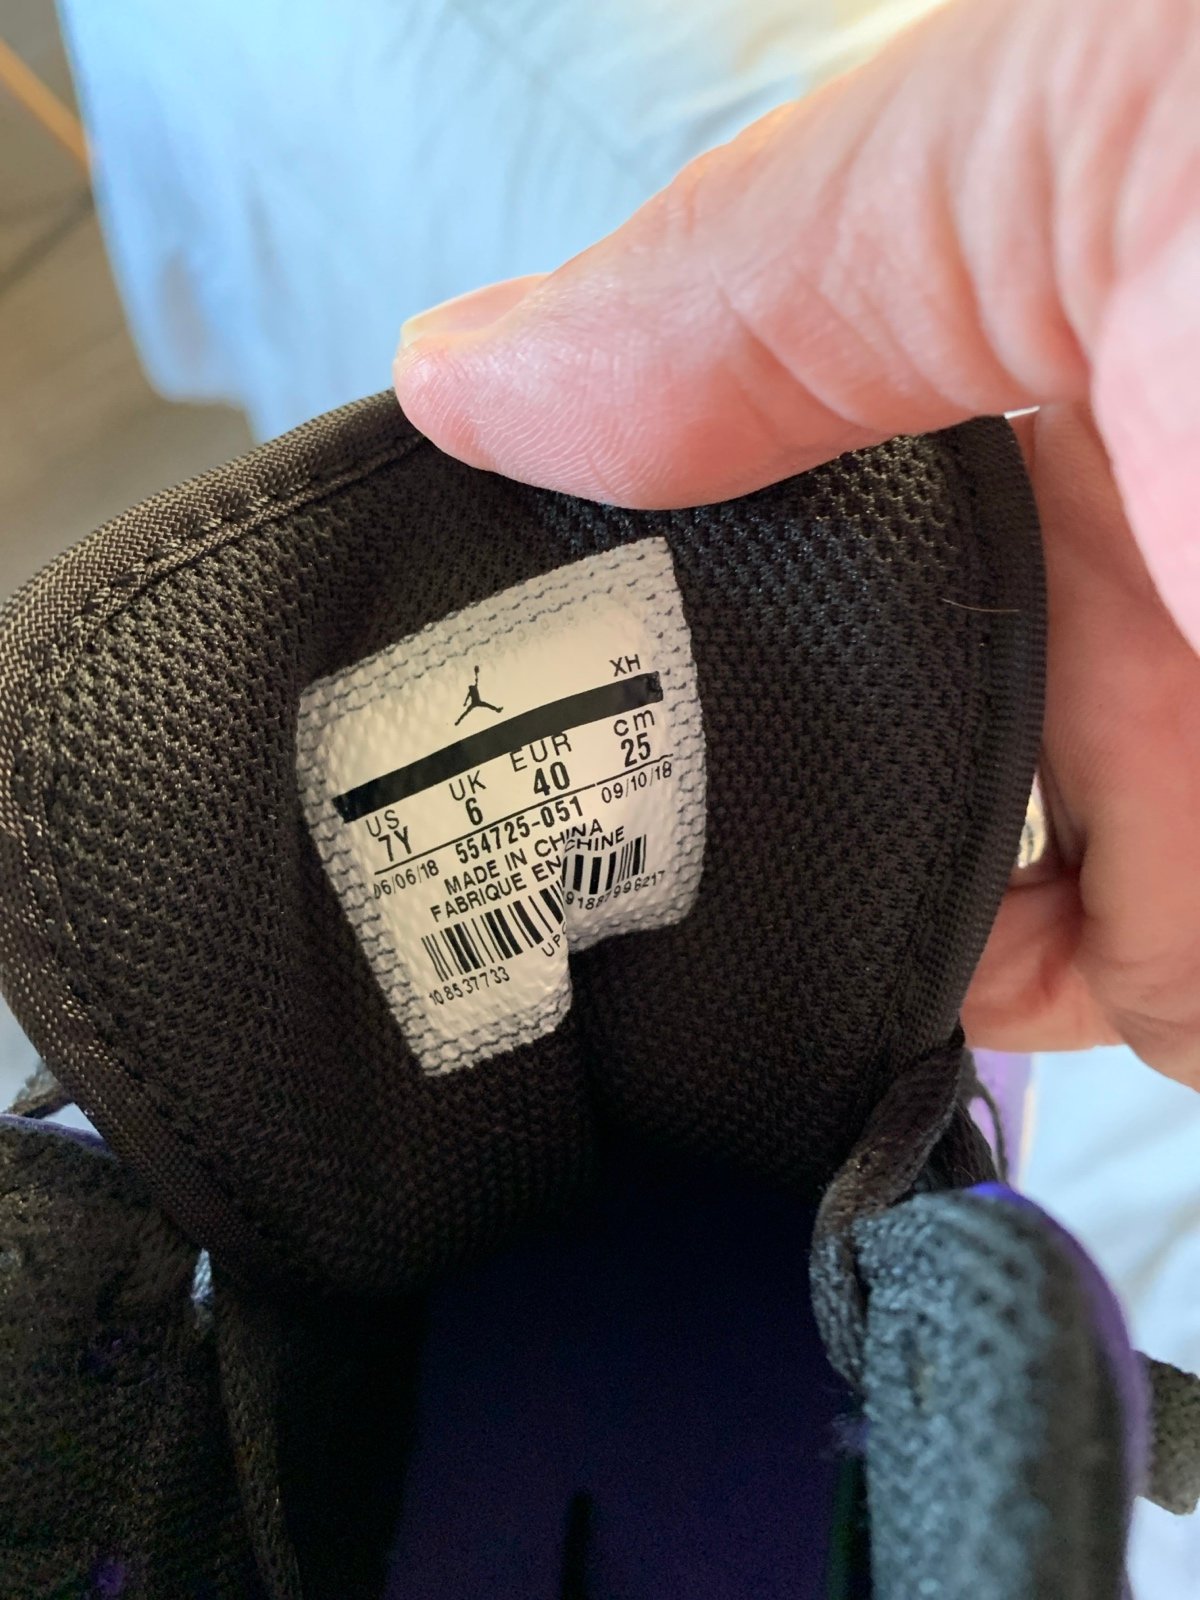 XH
US UK EUR cm
7Y 6 40 25
06/06/18 554725-051 09/10/18
MADE IN CHINA
FABRIQUE EN CHINE
108537733